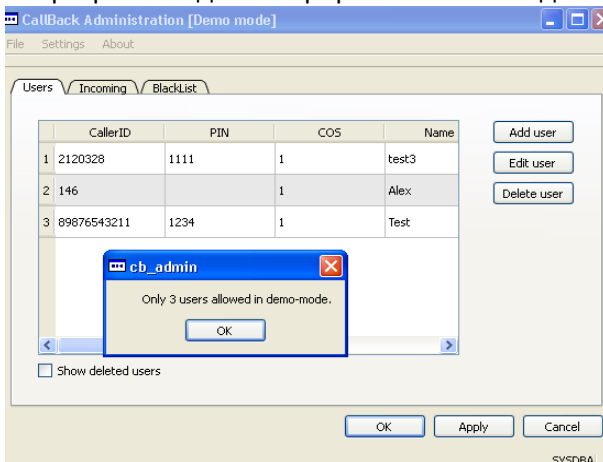 CallBack Administration [Demo mode]
File Settings About
Users Incoming BlackList
CallerID PIN COS Name
1 2120328 1111 1 test3
2 146 1 Alex
3 89876543211 1234 1 Test
Add user
Edit user
Delete user
cb_admin
Only 3 users allowed in demo-mode.
OK
Show deleted users
OK Apply Cancel
SYSDBA